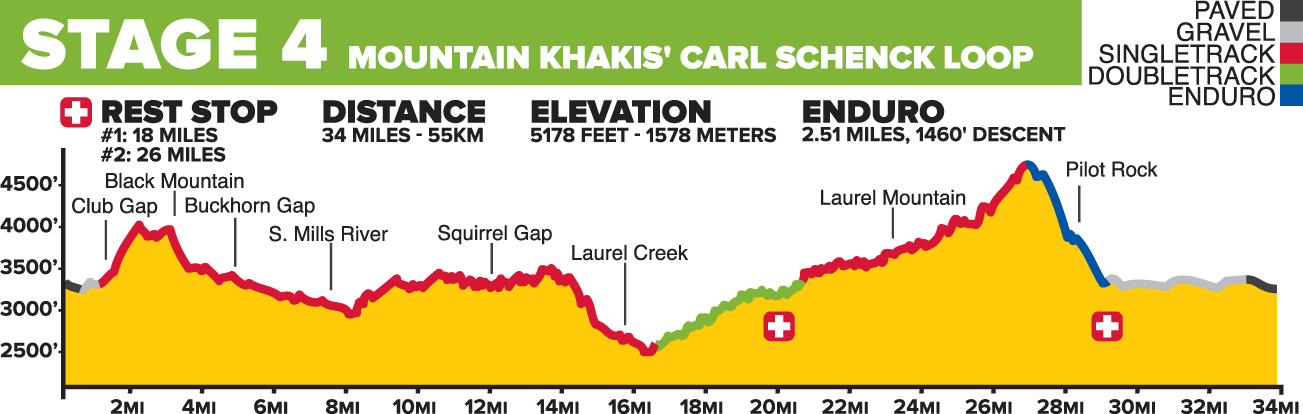 STAGE 4 MOUNTAIN KHAKIS' CARL SCHENCK LOOP
PAVED
GRAVEL
SINGLETRACK
DOUBLETRACK
ENDURO
REST STOP
#1: 18 MILES
#2: 26 MILES
DISTANCE
34 MILES - 55KM
ELEVATION
5178 FEET - 1578 METERS
ENDURO
2.51 MILES, 1460' DESCENT
4500'
4000'
3500'
3000'
2500'
Club Gap
Black Mountain
Buckhorn Gap
S. Mills River
Squirrel Gap
Laurel Creek
Laurel Mountain
Pilot Rock
2MI 4MI 6MI 8MI 10MI 12MI 14MI 16MI 18MI 20MI 22MI 24MI 26MI 28MI 30MI 32MI 34MI